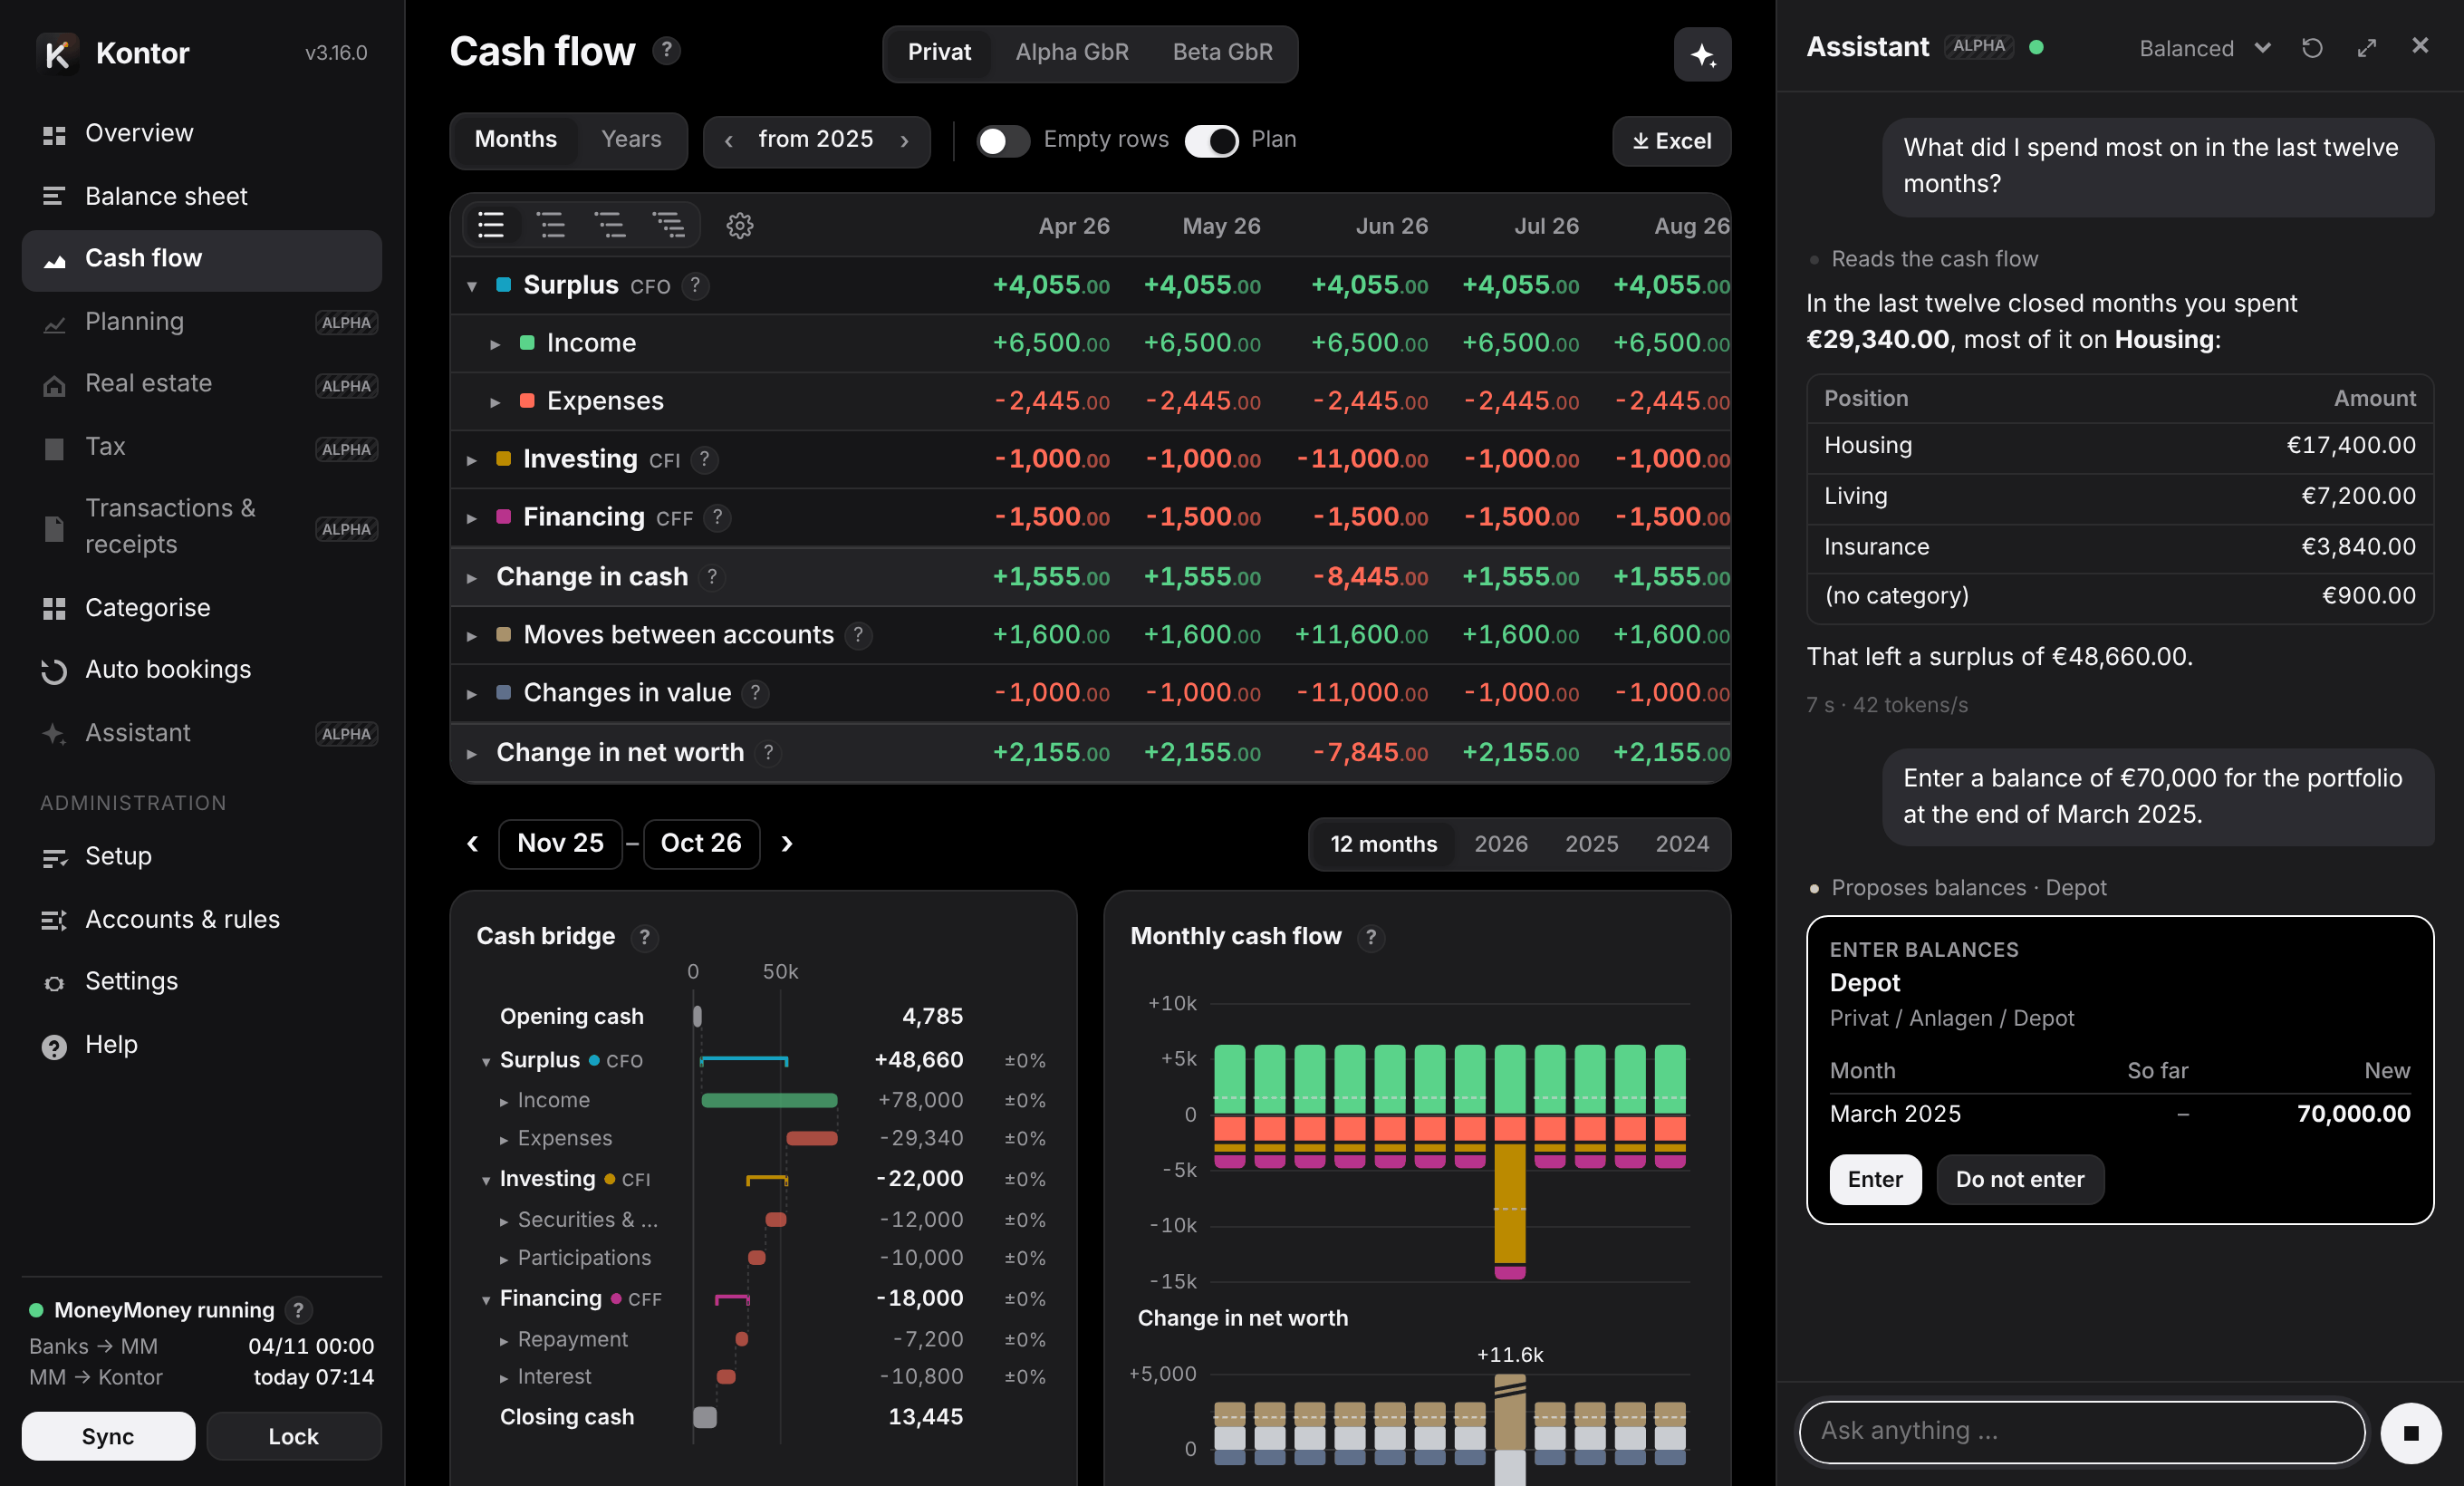 Kontor
v3.16.0
Overview
Balance sheet
Cash flow
Planning
ALPHA
Real estate
ALPHA
Tax
ALPHA
Transactions &
receipts
ALPHA
Categorise
Auto bookings
Assistant
ALPHA
ADMINISTRATION
Setup
Accounts & rules
Settings
Help
MoneyMoney running ?
Banks → MM 04/11 00:00
MM → Kontor today 07:14
Sync Lock
Cash flow ?
Privat Alpha GbR Beta GbR
Months Years
‹ from 2025 ›
Empty rows Plan
Excel
Apr 26 May 26 Jun 26 Jul 26 Aug 26
Surplus CFO ? +4,055.00 +4,055.00 +4,055.00 +4,055.00 +4,055.00
Income +6,500.00 +6,500.00 +6,500.00 +6,500.00 +6,500.00
Expenses -2,445.00 -2,445.00 -2,445.00 -2,445.00 -2,445.00
Investing CFI ? -1,000.00 -1,000.00 -11,000.00 -1,000.00 -1,000.00
Financing CFF ? -1,500.00 -1,500.00 -1,500.00 -1,500.00 -1,500.00
Change in cash ? +1,555.00 +1,555.00 -8,445.00 +1,555.00 +1,555.00
Moves between accounts ? +1,600.00 +1,600.00 +11,600.00 +1,600.00 +1,600.00
Changes in value ? -1,000.00 -1,000.00 -11,000.00 -1,000.00 -1,000.00
Change in net worth ? +2,155.00 +2,155.00 -7,845.00 +2,155.00 +2,155.00
‹ Nov 25 – Oct 26 ›
12 months 2026 2025 2024
Cash bridge ?
0 50k
Opening cash 4,785
Surplus CFO +48,660 ±0%
Income +78,000 ±0%
Expenses -29,340 ±0%
Investing CFI -22,000 ±0%
Securities & ... -12,000 ±0%
Participations -10,000 ±0%
Financing CFF -18,000 ±0%
Repayment -7,200 ±0%
Interest -10,800 ±0%
Closing cash 13,445
Monthly cash flow ?
+10k
+5k
0
-5k
-10k
-15k
Change in net worth
+11.6k
+5,000
0
Assistant ALPHA
Balanced
What did I spend most on in the last twelve
months?
Reads the cash flow
In the last twelve closed months you spent
€29,340.00, most of it on Housing:
Position Amount
Housing €17,400.00
Living €7,200.00
Insurance €3,840.00
(no category) €900.00
That left a surplus of €48,660.00.
7 s · 42 tokens/s
Enter a balance of €70,000 for the portfolio
at the end of March 2025.
Proposes balances · Depot
ENTER BALANCES
Depot
Privat / Anlagen / Depot
Month So far New
March 2025 – 70,000.00
Enter Do not enter
Ask anything ...